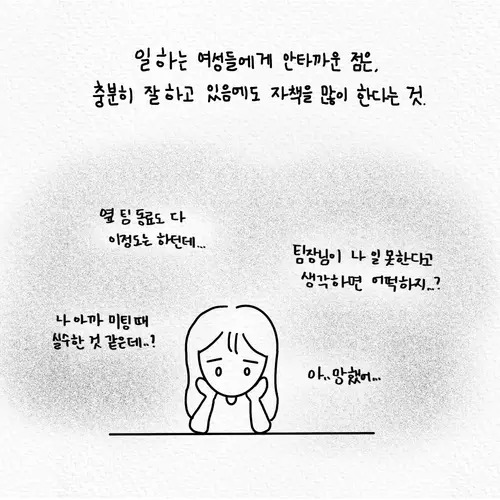 일하는 여성들에게 안타까운 점은,
충분히 잘하고 있음에도 자책을 많이 한다는 것.
옆 팀 동료도 다
이정도는 하던데...
팀장님이 나 일 못한다고
생각하면 어떡하지...?
나 아까 미팅 때
실수한 것 같은데..?
아.. 망했어...